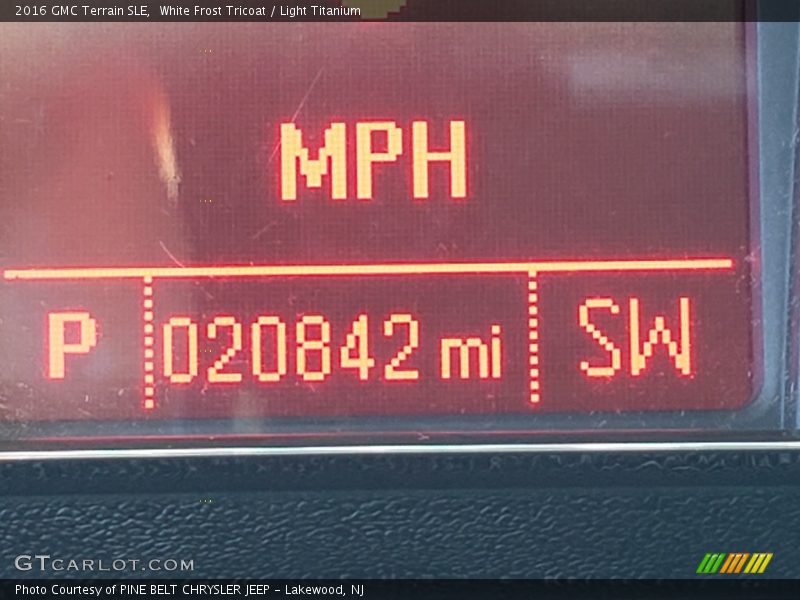 2016 GMC Terrain SLE,  White Frost Tricoat / Light Titanium
MPH
P 020842 mi SW
GTCARLOT.COM
Photo Courtesy of PINE BELT CHRYSLER JEEP - Lakewood, NJ